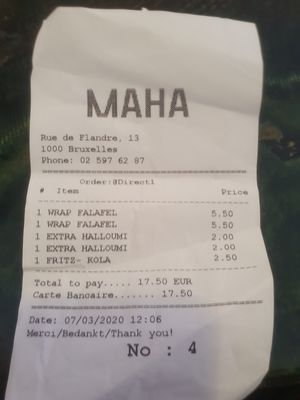 MAHA
Rue de Flandre, 13
1000 Bruxelles
Phone: 02 597 62 87
Order:@Direct1
# Item Price
1 WRAP FALAFEL 5.50
1 WRAP FALAFEL 5.50
1 EXTRA HALLOUMI 2.00
1 EXTRA HALLOUMI 2.00
1 FRITZ- KOLA 2.50
Total to pay..... 17.50 EUR
Carte Bancaire....... 17.50
Date: 07/03/2020 12:06
Merci/Bedankt/Thank you!
No : 4